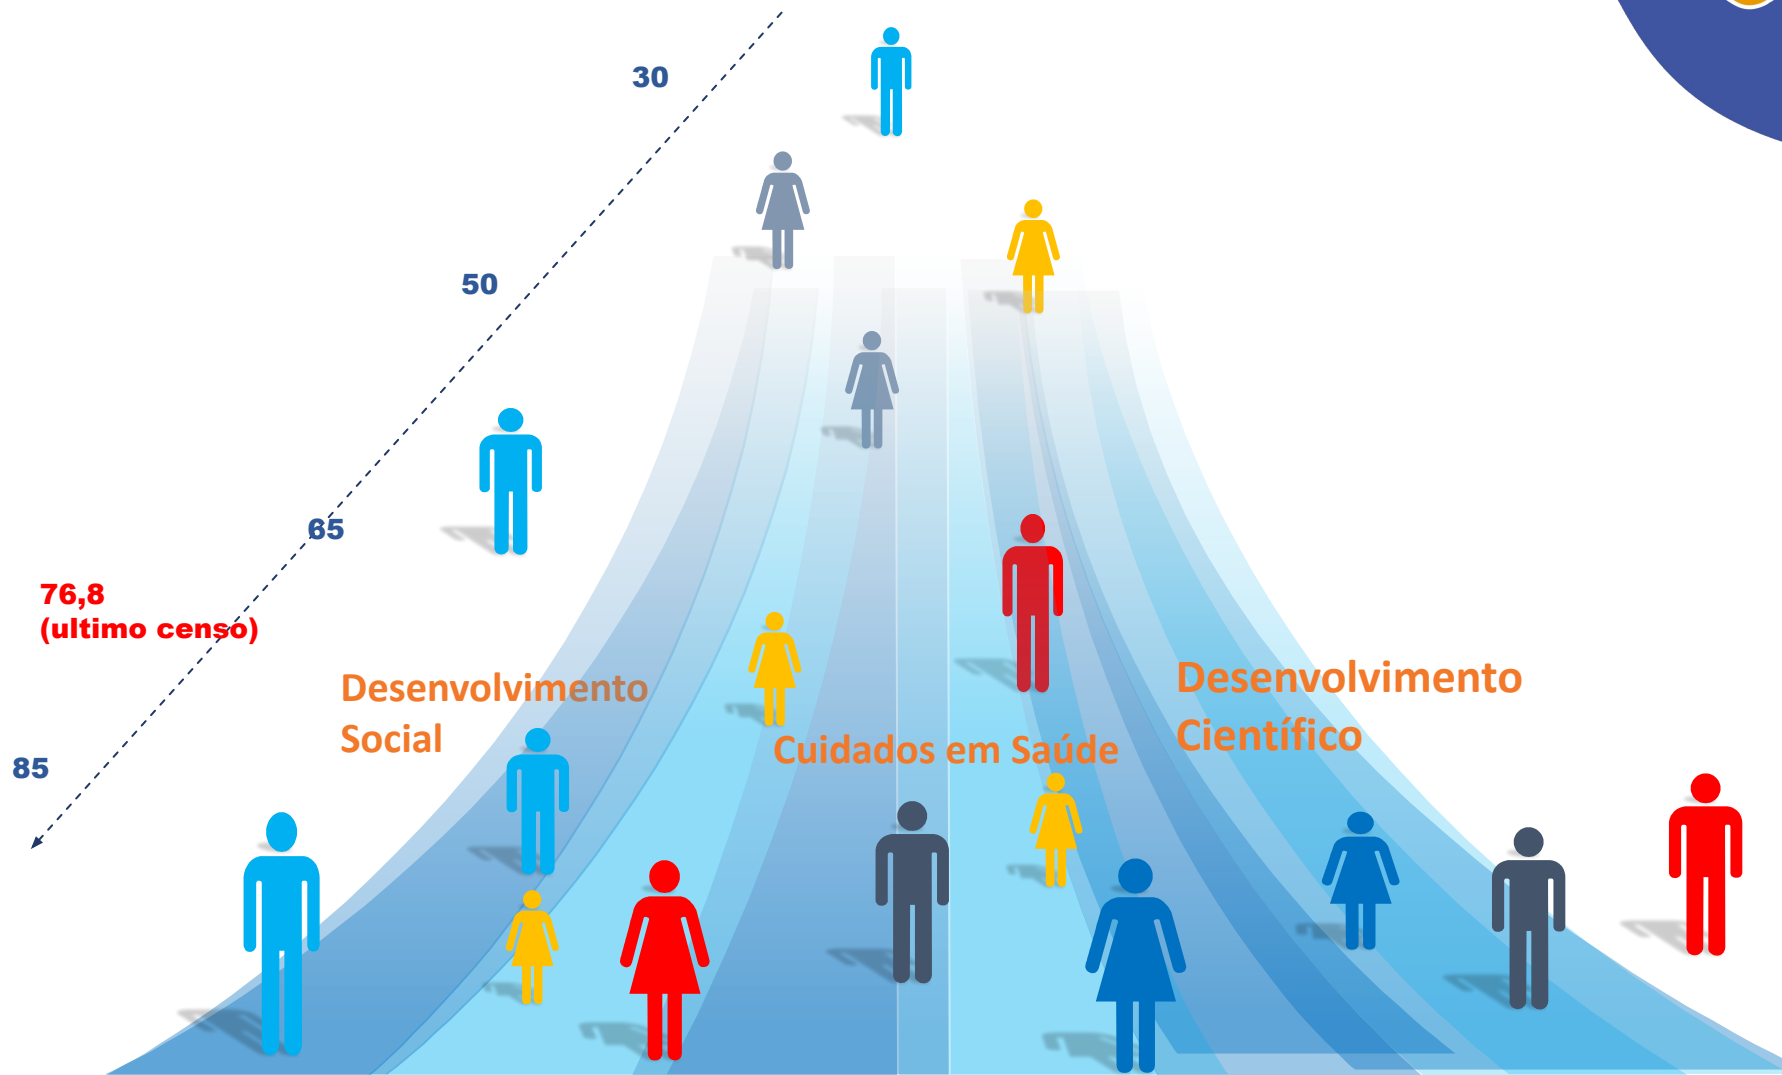 30
50
65
76,8
(ultimo censo)
85
Desenvolvimento
Social
Cuidados em Saúde
Desenvolvimento
Científico